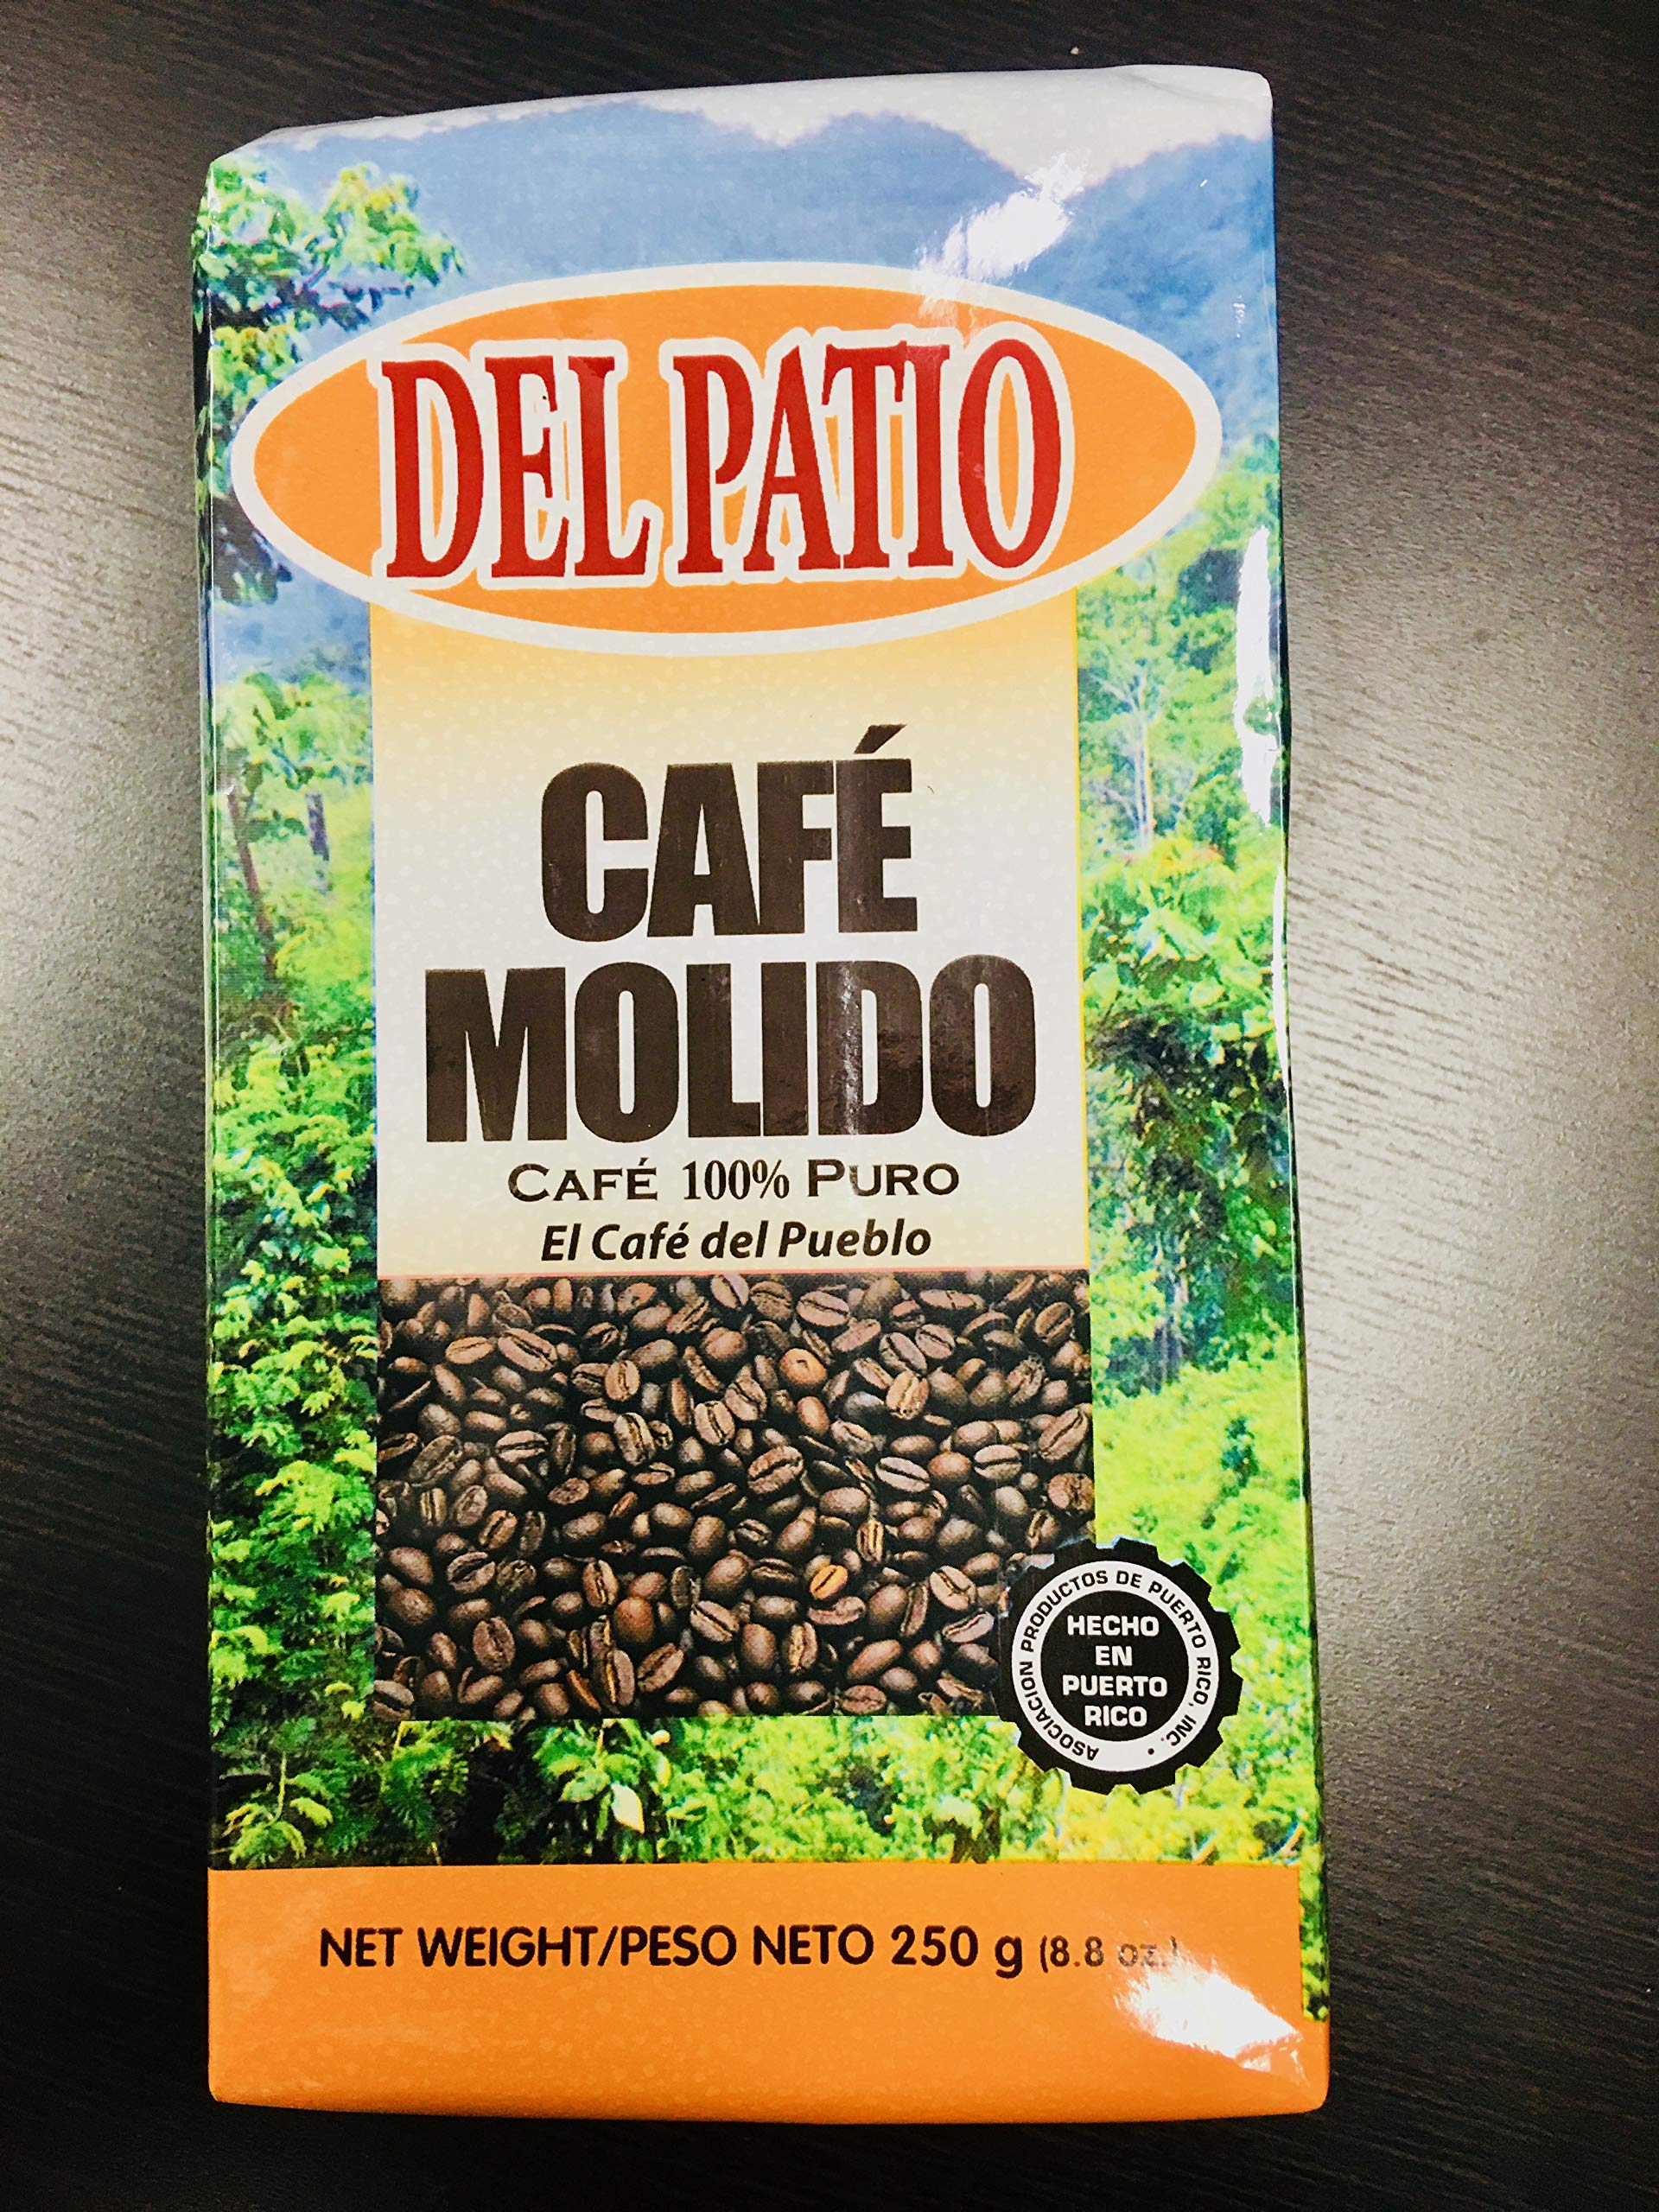 DEL PATIO
CAFÉ
MOLIDO
CAFÉ 100% PURO
El Café del Pueblo
ASOCIACION PRODUCTOS DE PUERTO RICO, INC. •
HECHO
EN
PUERTO
RICO
NET WEIGHT/PESO NETO 250 g (8.8 oz.)